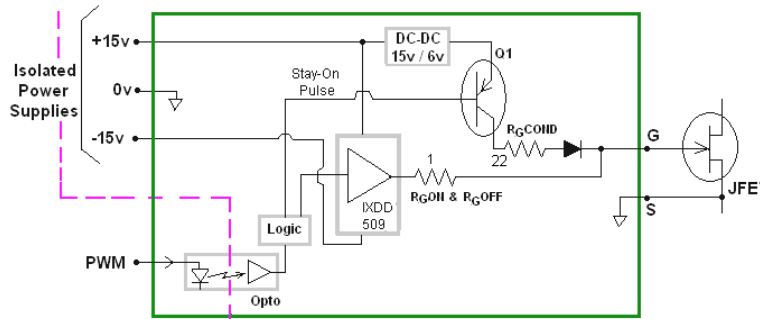 +15v
DC-DC
15v / 6v
Q1
Isolated
Power
Supplies
0v
Stay-On
Pulse
-15v
22
RGCOND
G
1
RGON & RGOFF
JFE
IXDD
509
S
Logic
PWM
Opto